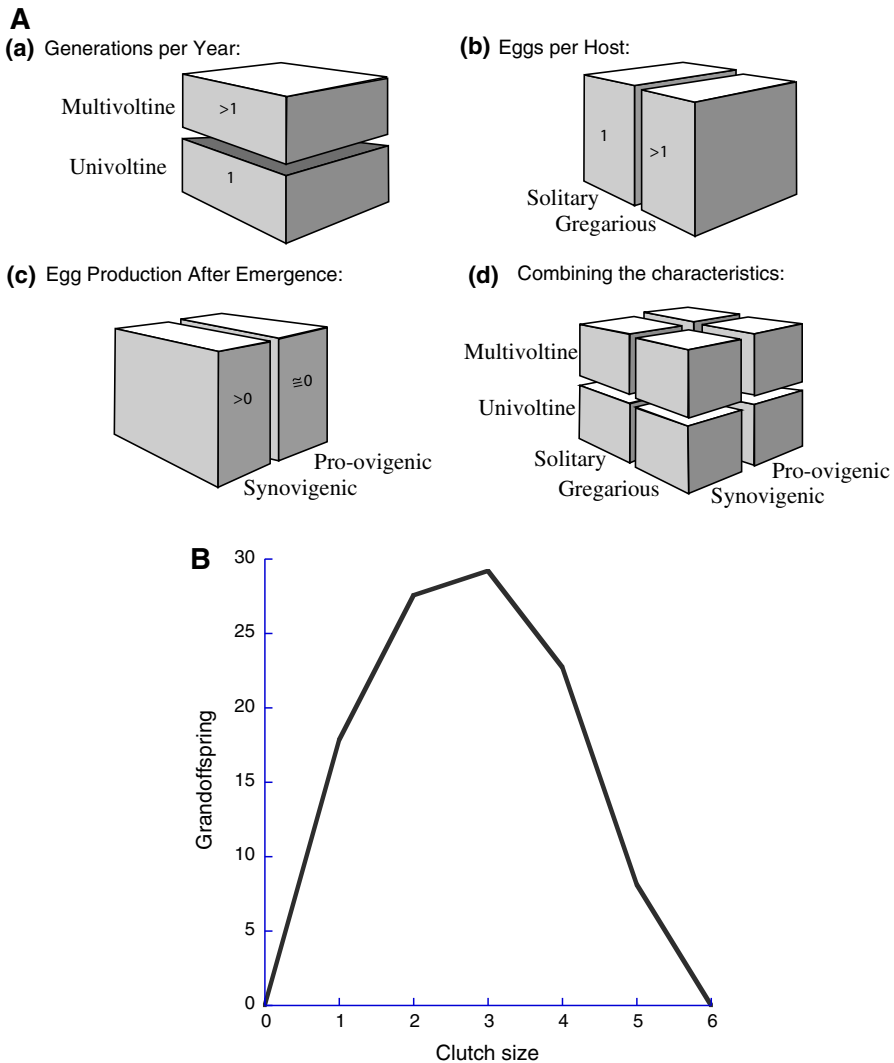 A
(a) Generations per Year:
Multivoltine
>1
Univoltine
1
(b) Eggs per Host:
1
>1
Solitary
Gregarious
(c) Egg Production After Emergence:
>0
≅0
Pro-ovigenic
Synovigenic
(d) Combining the characteristics:
Multivoltine
Univoltine
Solitary
Gregarious
Pro-ovigenic
Synovigenic
B
30
25
20
15
10
5
0
Grandoffspring
0 1 2 3 4 5 6
Clutch size